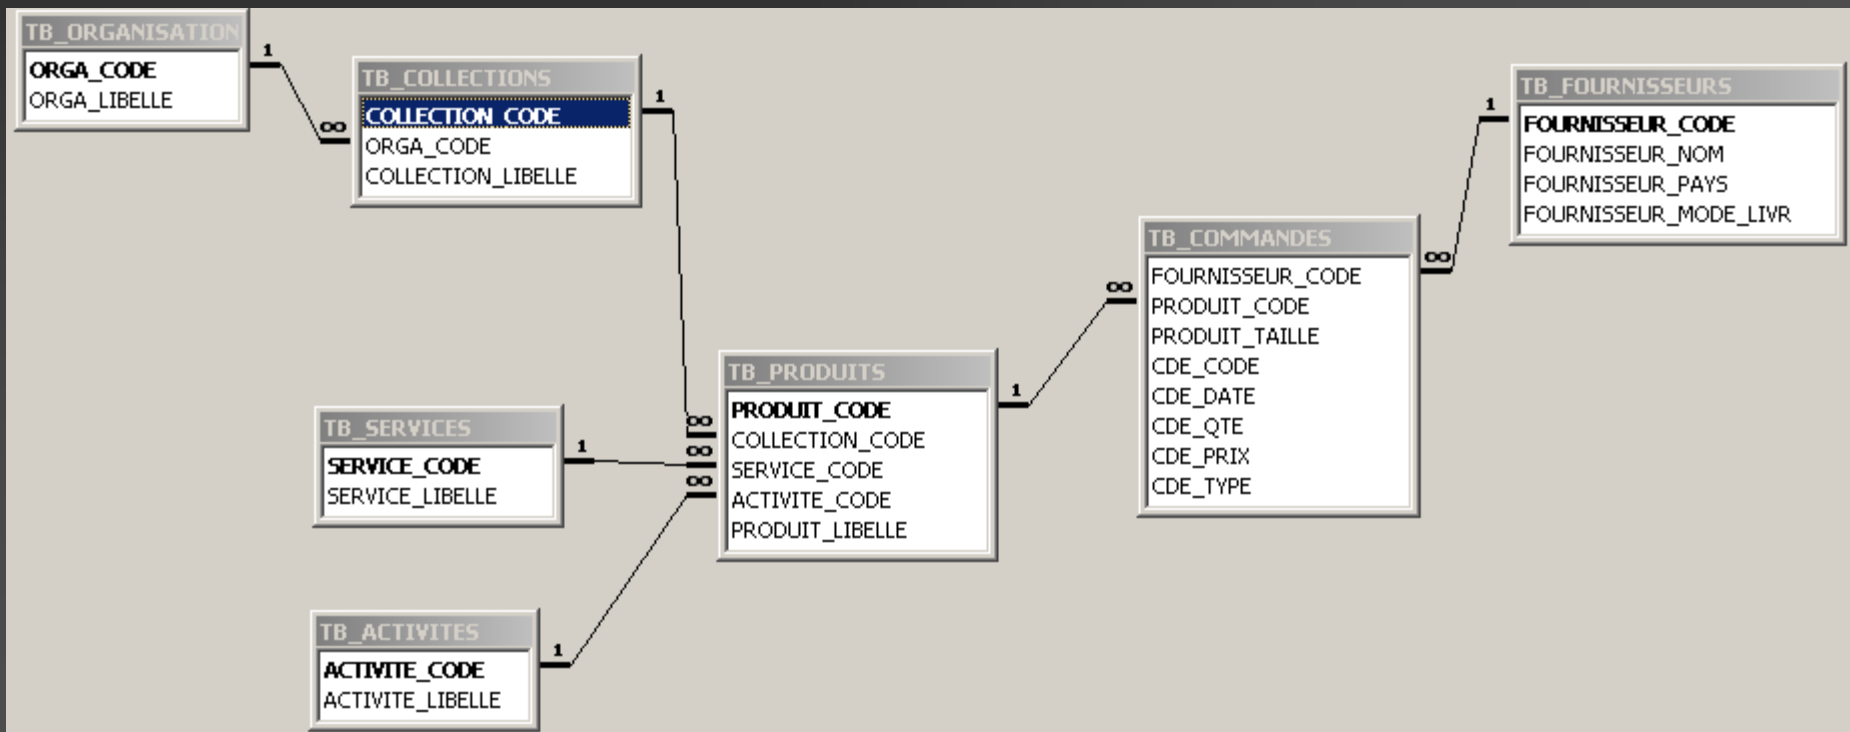 TB_ORGANISATION
ORGA_CODE
ORGA_LIBELLE
1
∞
TB_COLLECTIONS
COLLECTION_CODE
ORGA_CODE
COLLECTION_LIBELLE
1
∞
TB_SERVICES
SERVICE_CODE
SERVICE_LIBELLE
1
∞
TB_ACTIVITES
ACTIVITE_CODE
ACTIVITE_LIBELLE
1
∞
TB_PRODUITS
PRODUIT_CODE
COLLECTION_CODE
SERVICE_CODE
ACTIVITE_CODE
PRODUIT_LIBELLE
1
∞
TB_COMMANDES
FOURNISSEUR_CODE
PRODUIT_CODE
PRODUIT_TAILLE
CDE_CODE
CDE_DATE
CDE_QTE
CDE_PRIX
CDE_TYPE
∞
1
TB_FOURNISSEURS
FOURNISSEUR_CODE
FOURNISSEUR_NOM
FOURNISSEUR_PAYS
FOURNISSEUR_MODE_LIVR